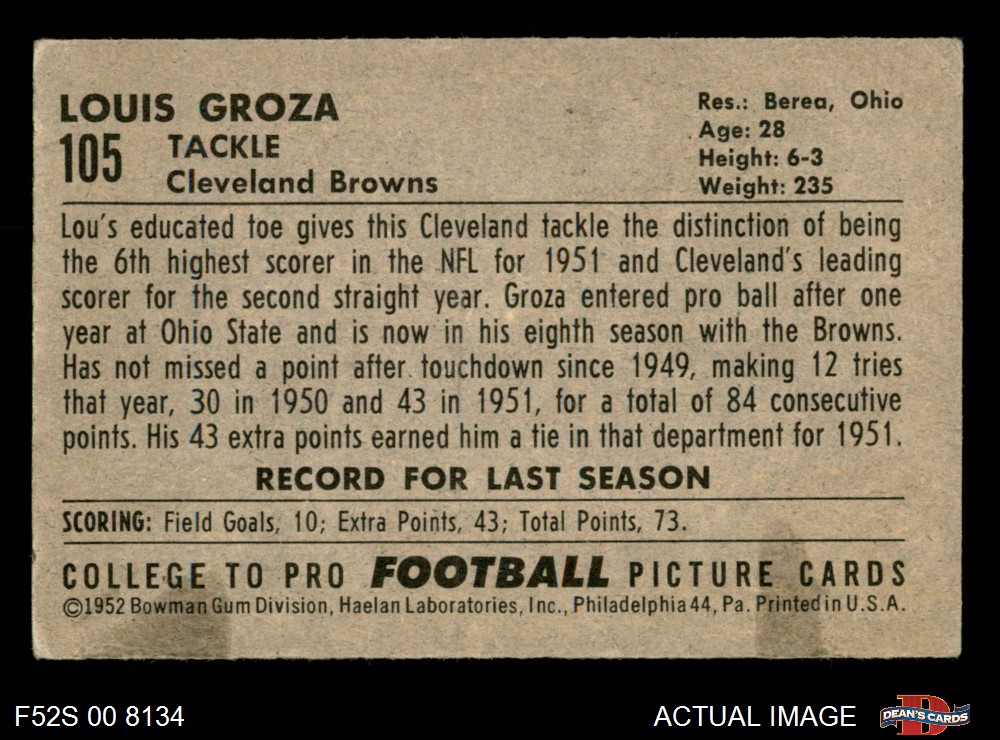 LOUIS GROZA
105 TACKLE
Cleveland Browns
Res.: Berea, Ohio
Age: 28
Height: 6-3
Weight: 235
Lou's educated toe gives this Cleveland tackle the distinction of being
the 6th highest scorer in the NFL for 1951 and Cleveland's leading
scorer for the second straight year. Groza entered pro ball after one
year at Ohio State and is now in his eighth season with the Browns.
Has not missed a point after touchdown since 1949, making 12 tries
that year, 30 in 1950 and 43 in 1951, for a total of 84 consecutive
points. His 43 extra points earned him a tie in that department for 1951.
RECORD FOR LAST SEASON
SCORING: Field Goals, 10; Extra Points, 43; Total Points, 73.
COLLEGE TO PRO FOOTBALL PICTURE CARDS
©1952 Bowman Gum Division, Haelan Laboratories, Inc., Philadelphia 44, Pa. Printed in U.S.A.
F52S 00 8134
ACTUAL IMAGE
D
DEAN'S CARDS